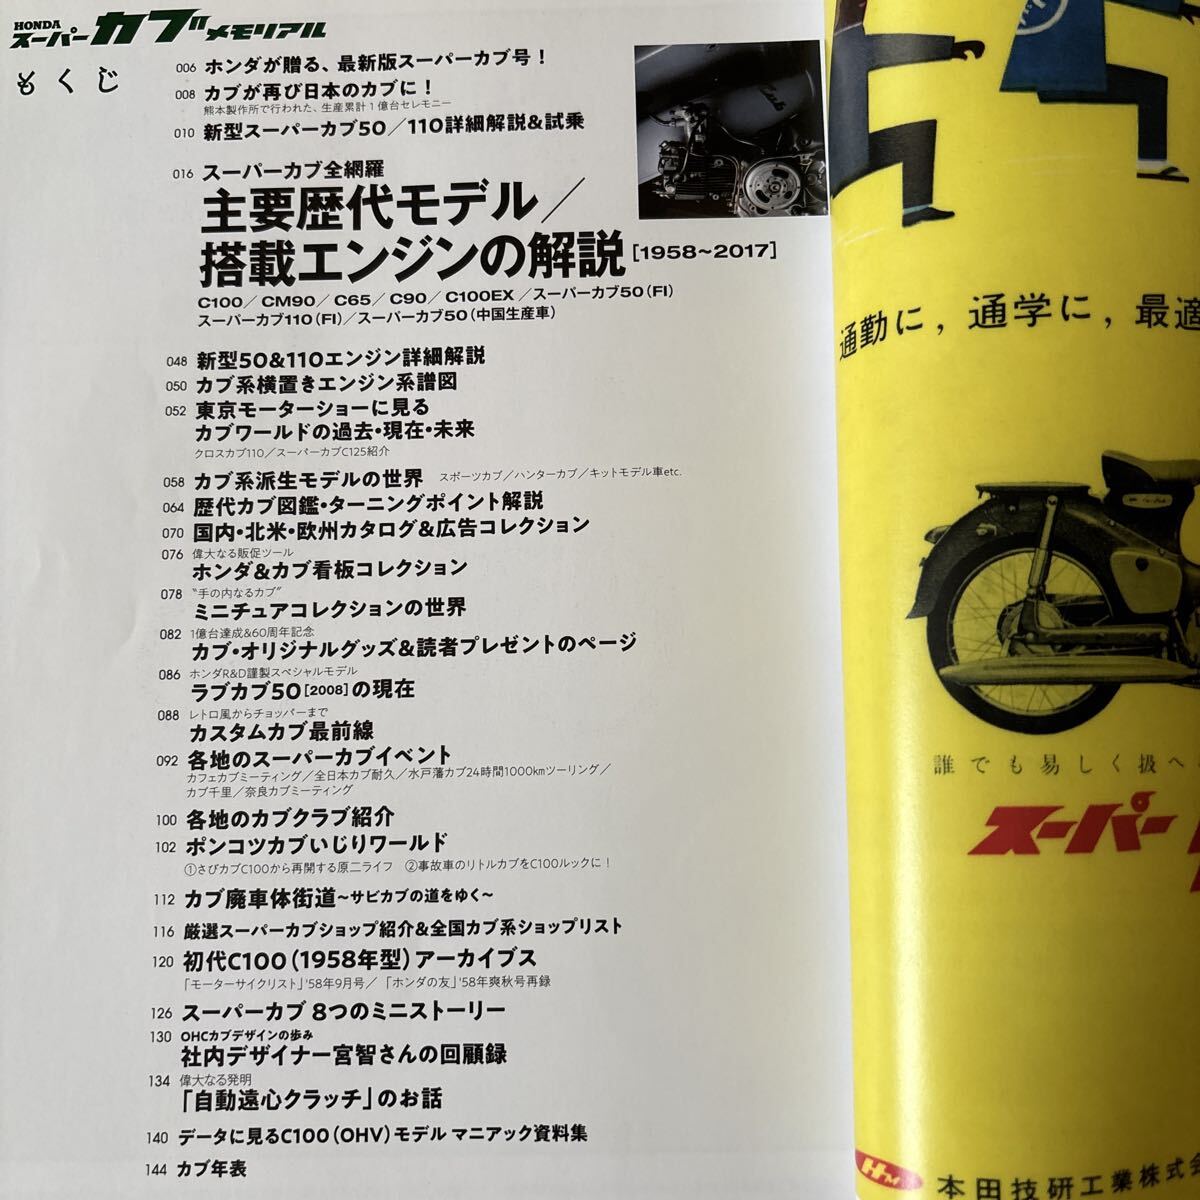 HONDA
スーパーカブ メモリアル
もくじ
006 ホンダが贈る、最新版スーパーカブ号！
008 カブが再び日本のカブに！
熊本製作所で行われた、生産累計1億台セレモニー
010 新型スーパーカブ50／110詳細解説&試乗
016 スーパーカブ全網羅
主要歴代モデル／
搭載エンジンの解説［1958~2017］
C100／CM90／C65／C90／C100EX／スーパーカブ50（FI）
スーパーカブ110（FI）／スーパーカブ50（中国生産車）
048 新型50&110エンジン詳細解説
050 カブ系横置きエンジン系譜図
052 東京モーターショーに見る
カブワールドの過去・現在・未来
クロスカブ110／スーパーカブC125紹介
058 カブ系派生モデルの世界 スポーツカブ／ハンターカブ／キットモデル車etc.
064 歴代カブ図鑑・ターニングポイント解説
070 国内・北米・欧州カタログ&広告コレクション
076 偉大なる販促ツール
ホンダ&カブ看板コレクション
078 “手の内なるカブ”
ミニチュアコレクションの世界
082 1億台達成&60周年記念
カブ・オリジナルグッズ&読者プレゼントのページ
086 ホンダR&D謹製スペシャルモデル
ラブカブ50［2008］の現在
088 レトロ風からチョッパーまで
カスタムカブ最前線
092 各地のスーパーカブイベント
カフェカブミーティング／全日本カブ耐久／水戸藩カブ24時間1000kmツーリング／
カブ千里／奈良カブミーティング
100 各地のカブクラブ紹介
102 ポンコツカブいじりワールド
①さびカブC100から再開する原二ライフ ②事故車のリトルカブをC100ルックに！
112 カブ廃車体街道~サビカブの道をゆく~
116 厳選スーパーカブショップ紹介&全国カブ系ショップリスト
120 初代C100（1958年型）アーカイブス
「モーターサイクリスト」'58年9月号／「ホンダの友」'58年爽秋号再録
126 スーパーカブ 8つのミニストーリー
130 OHCカブデザインの歩み
社内デザイナー宮智さんの回顧録
134 偉大なる発明
「自動遠心クラッチ」のお話
140 データに見るC100（OHV）モデル マニアック資料集
144 カブ年表
Cub
通勤に，通学に，最適
誰でも易しく扱へ
スーパー
HM 本田技研工業株式会